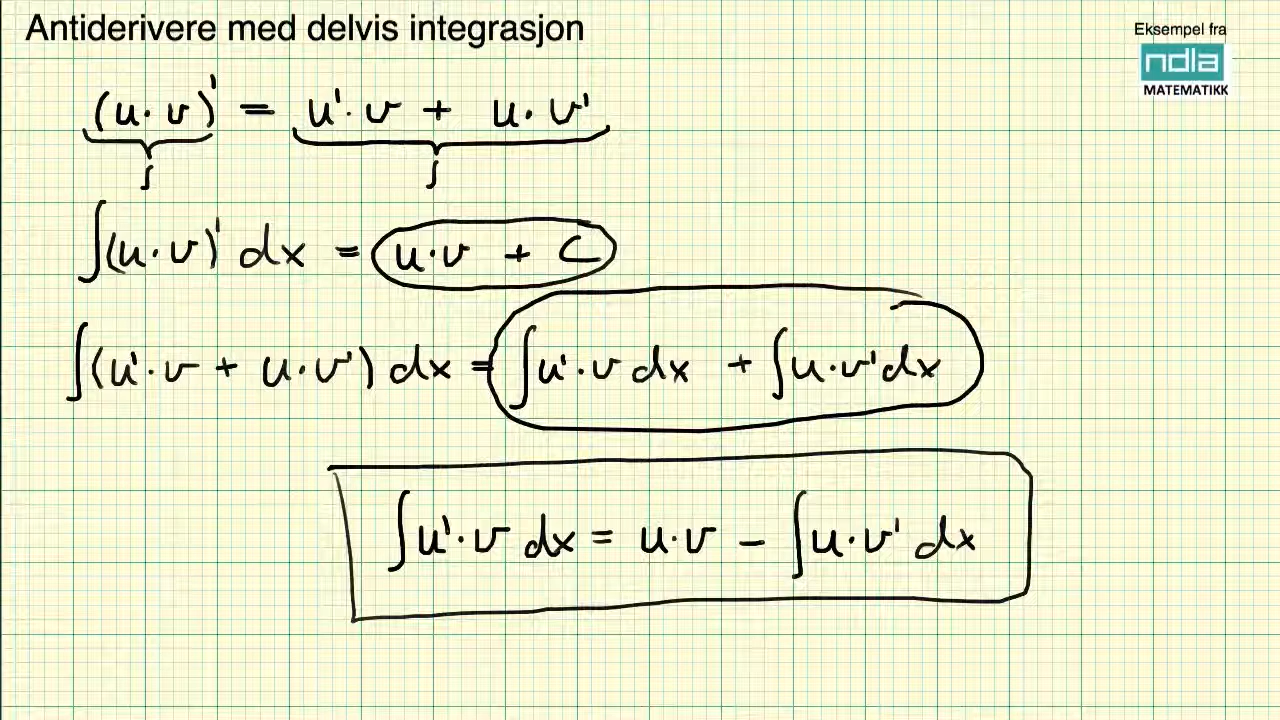 Antiderivere med delvis integrasjon
Eksempel fra
ndla
MATEMATIKK
(u·v)' = u'·v + u·v'
∫ ∫
∫(u·v)' dx = u·v + C
∫(u'·v + u·v') dx = ∫u'·v dx + ∫u·v'dx
∫u'·v dx = u·v − ∫u·v' dx